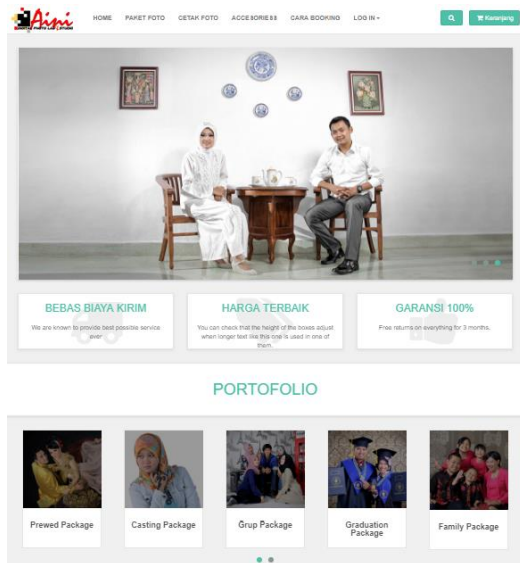 Aini
HOME PAKET FOTO CETAK FOTO ACCESORIESS CARA BOOKING LOG IN
Keranjang
BEBAS BIAYA KIRIM
We are known to provide best possible service
ever
HARGA TERBAIK
You can check that the height of the boxes adjust
when longer text like this one is used in one of
them.
GARANSI 100%
Free returns on everything for 3 months.
PORTOFOLIO
Prewed Package
Casting Package
Grup Package
Graduation
Package
Family Package